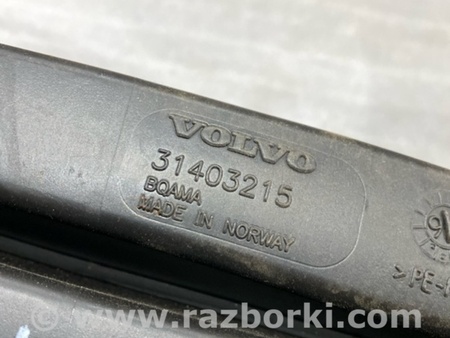 VOLVO
31403215
BQAMA
MADE IN NORWAY
>PE-
www.razborki.com